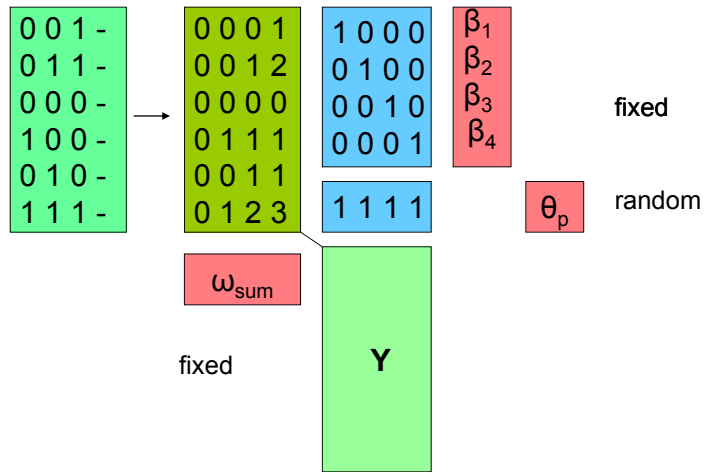 0 0 1 -
0 1 1 -
0 0 0 -
1 0 0 -
0 1 0 -
1 1 1 -
0 0 0 1
0 0 1 2
0 0 0 0
0 1 1 1
0 0 1 1
0 1 2 3
1 0 0 0
0 1 0 0
0 0 1 0
0 0 0 1
β1
β2
β3
β4
fixed
1 1 1 1
θp
random
ωsum
fixed
Y